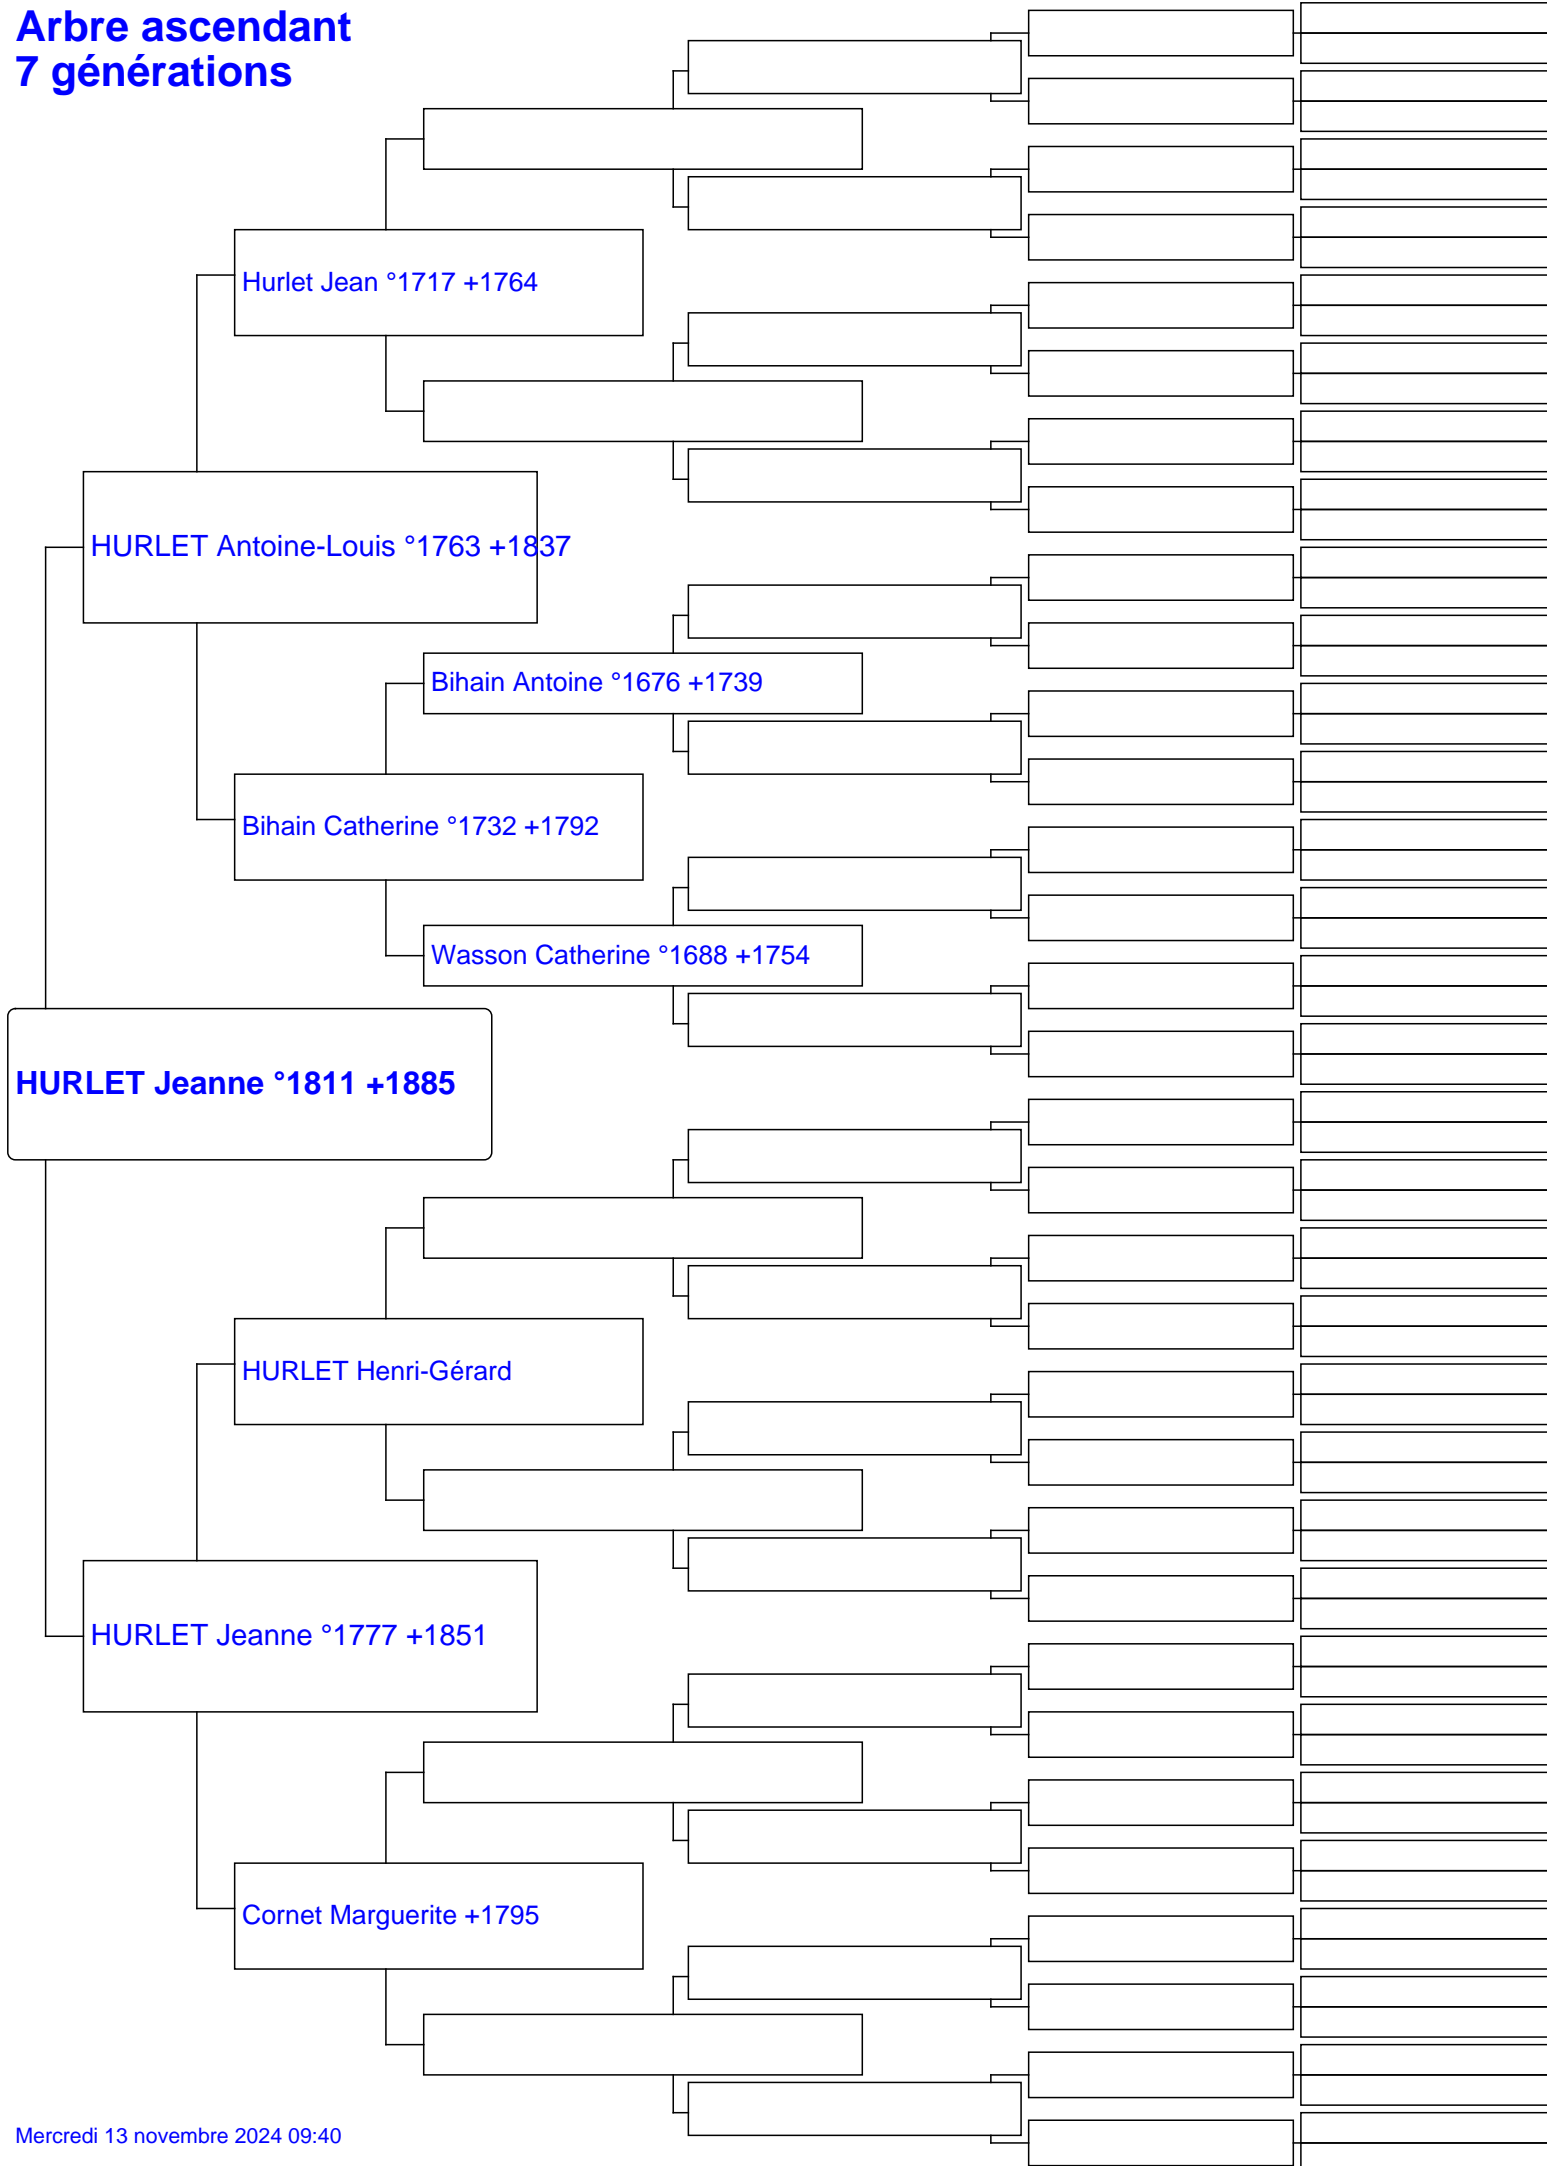 Arbre ascendant
7 générations
Hurlet Jean °1717 +1764
HURLET Antoine-Louis °1763 +1837
Bihain Antoine °1676 +1739
Bihain Catherine °1732 +1792
Wasson Catherine °1688 +1754
HURLET Jeanne °1811 +1885
HURLET Henri-Gérard
HURLET Jeanne °1777 +1851
Cornet Marguerite +1795
Mercredi 13 novembre 2024 09:40